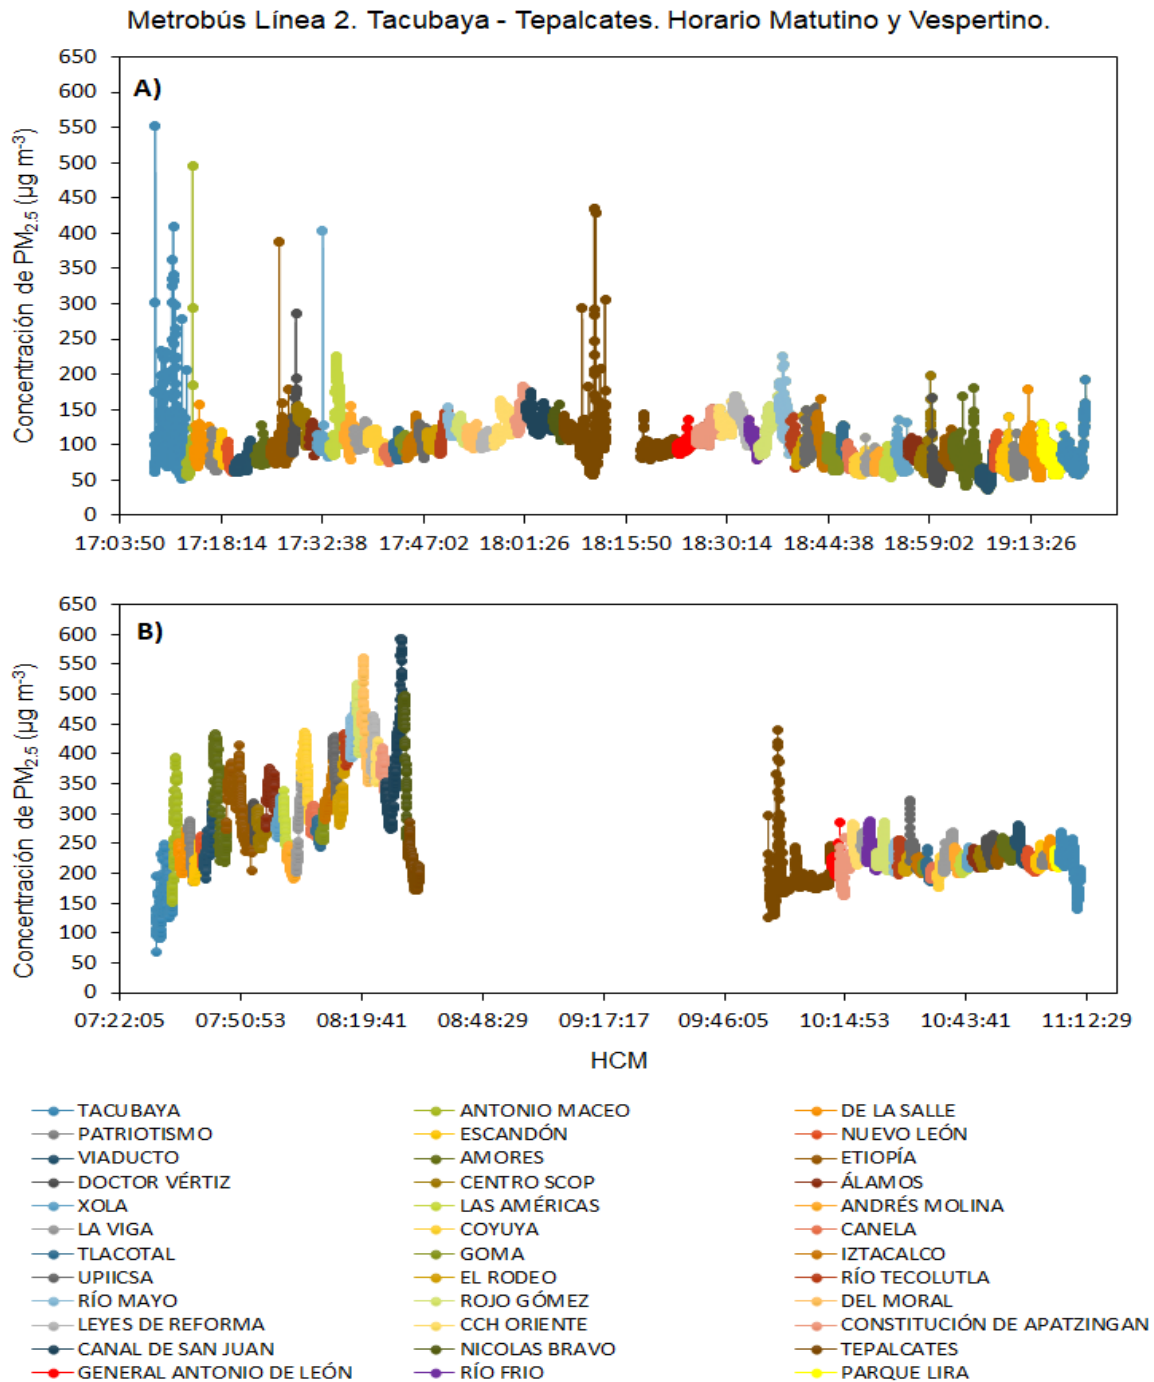 Metrobús Línea 2. Tacubaya - Tepalcates. Horario Matutino y Vespertino.
A)
Concentración de PM2.5 (µg m-3)
650
600
550
500
450
400
350
300
250
200
150
100
50
0
17:03:50 17:18:14 17:32:38 17:47:02 18:01:26 18:15:50 18:30:14 18:44:38 18:59:02 19:13:26
B)
Concentración de PM2.5 (µg m-3)
650
600
550
500
450
400
350
300
250
200
150
100
50
0
07:22:05 07:50:53 08:19:41 08:48:29 09:17:17 09:46:05 10:14:53 10:43:41 11:12:29
HCM
TACUBAYA ANTONIO MACEO DE LA SALLE
PATRIOTISMO ESCANDÓN NUEVO LEÓN
VIADUCTO AMORES ETIOPÍA
DOCTOR VÉRTIZ CENTRO SCOP ÁLAMOS
XOLA LAS AMÉRICAS ANDRÉS MOLINA
LA VIGA COYUYA CANELA
TLACOTAL GOMA IZTACALCO
UPIICSA EL RODEO RÍO TECOLUTLA
RÍO MAYO ROJO GÓMEZ DEL MORAL
LEYES DE REFORMA CCH ORIENTE CONSTITUCIÓN DE APATZINGAN
CANAL DE SAN JUAN NICOLAS BRAVO TEPALCATES
GENERAL ANTONIO DE LEÓN RÍO FRIO PARQUE LIRA